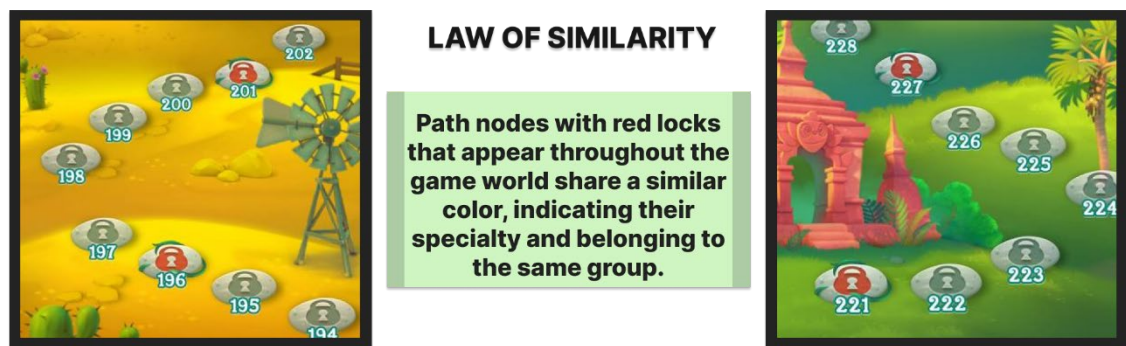 202
201
200
199
198
197
196
195
194
LAW OF SIMILARITY
Path nodes with red locks
that appear throughout the
game world share a similar
color, indicating their
specialty and belonging to
the same group.
228
227
226
225
224
223
221
222